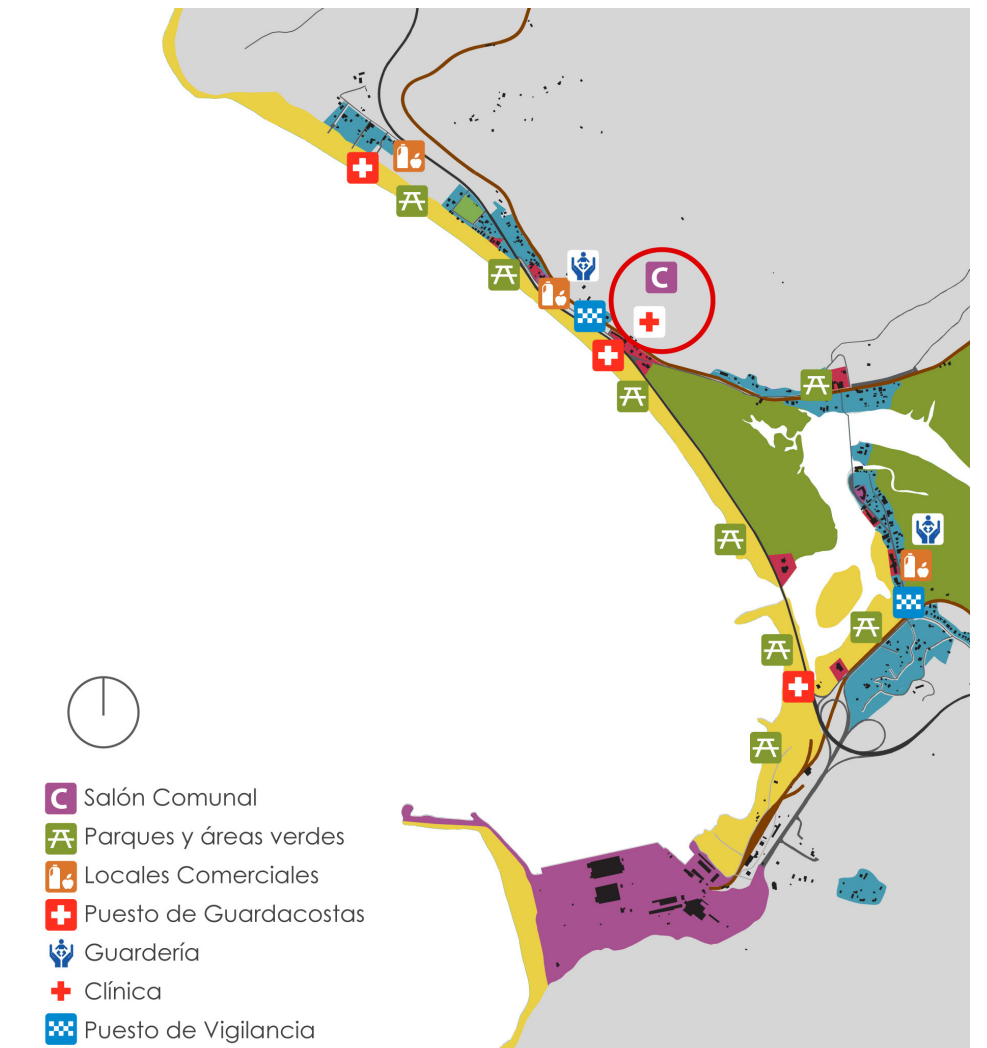 C
C Salón Comunal
Parques y áreas verdes
Locales Comerciales
Puesto de Guardacostas
Guardería
Clínica
Puesto de Vigilancia